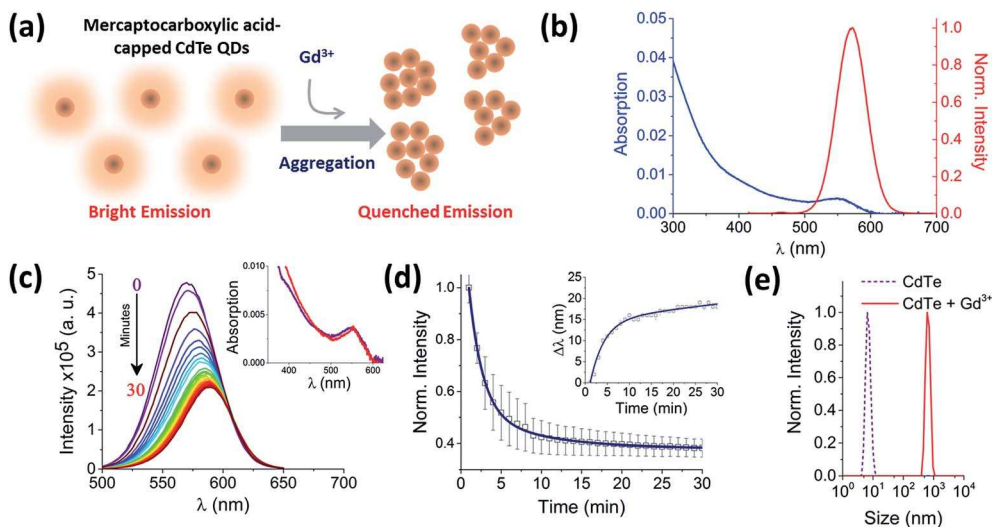 (a)
Mercaptocarboxylic acid-
capped CdTe QDs
Gd³⁺
Aggregation
Bright Emission
Quenched Emission
(b)
Absorption
0.05
0.04
0.03
0.02
0.01
0.00
300 400 500 600 700
λ (nm)
1.0
0.8
0.6
0.4
0.2
0.0
Norm. Intensity
(c)
Intensity x10⁵ (a. u.)
5
4
3
2
1
0
0
Minutes
30
500 550 600 650 700
λ (nm)
Absorption
0.010
0.005
0.000
400 500 600
λ (nm)
(d)
Norm. Intensity
1.0
0.8
0.6
0.4
0 5 10 15 20 25 30
Time (min)
Δλ (nm)
25
20
15
10
5
0
0 5 10 15 20 25 30
Time (min)
(e)
CdTe
CdTe + Gd³⁺
Norm. Intensity
1.0
0.8
0.6
0.4
0.2
0.0
10⁰ 10¹ 10² 10³ 10⁴
Size (nm)